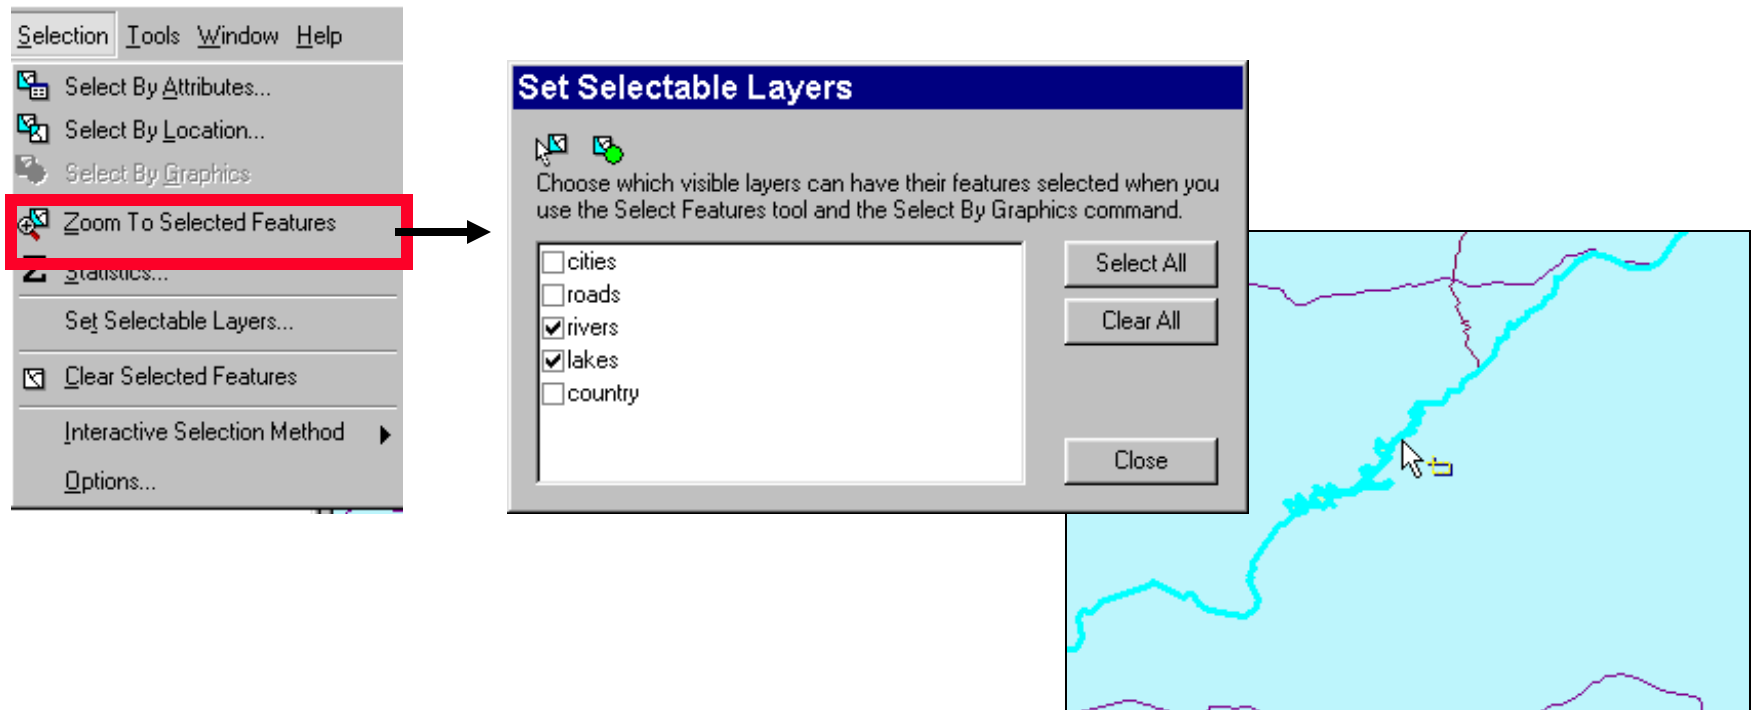 Selection Tools Window Help
Select By Attributes...
Select By Location...
Select By Graphics
Zoom To Selected Features
Statistics...
Set Selectable Layers...
Clear Selected Features
Interactive Selection Method
Options...
Set Selectable Layers
Choose which visible layers can have their features selected when you
use the Select Features tool and the Select By Graphics command.
cities
roads
rivers
lakes
country
Select All
Clear All
Close